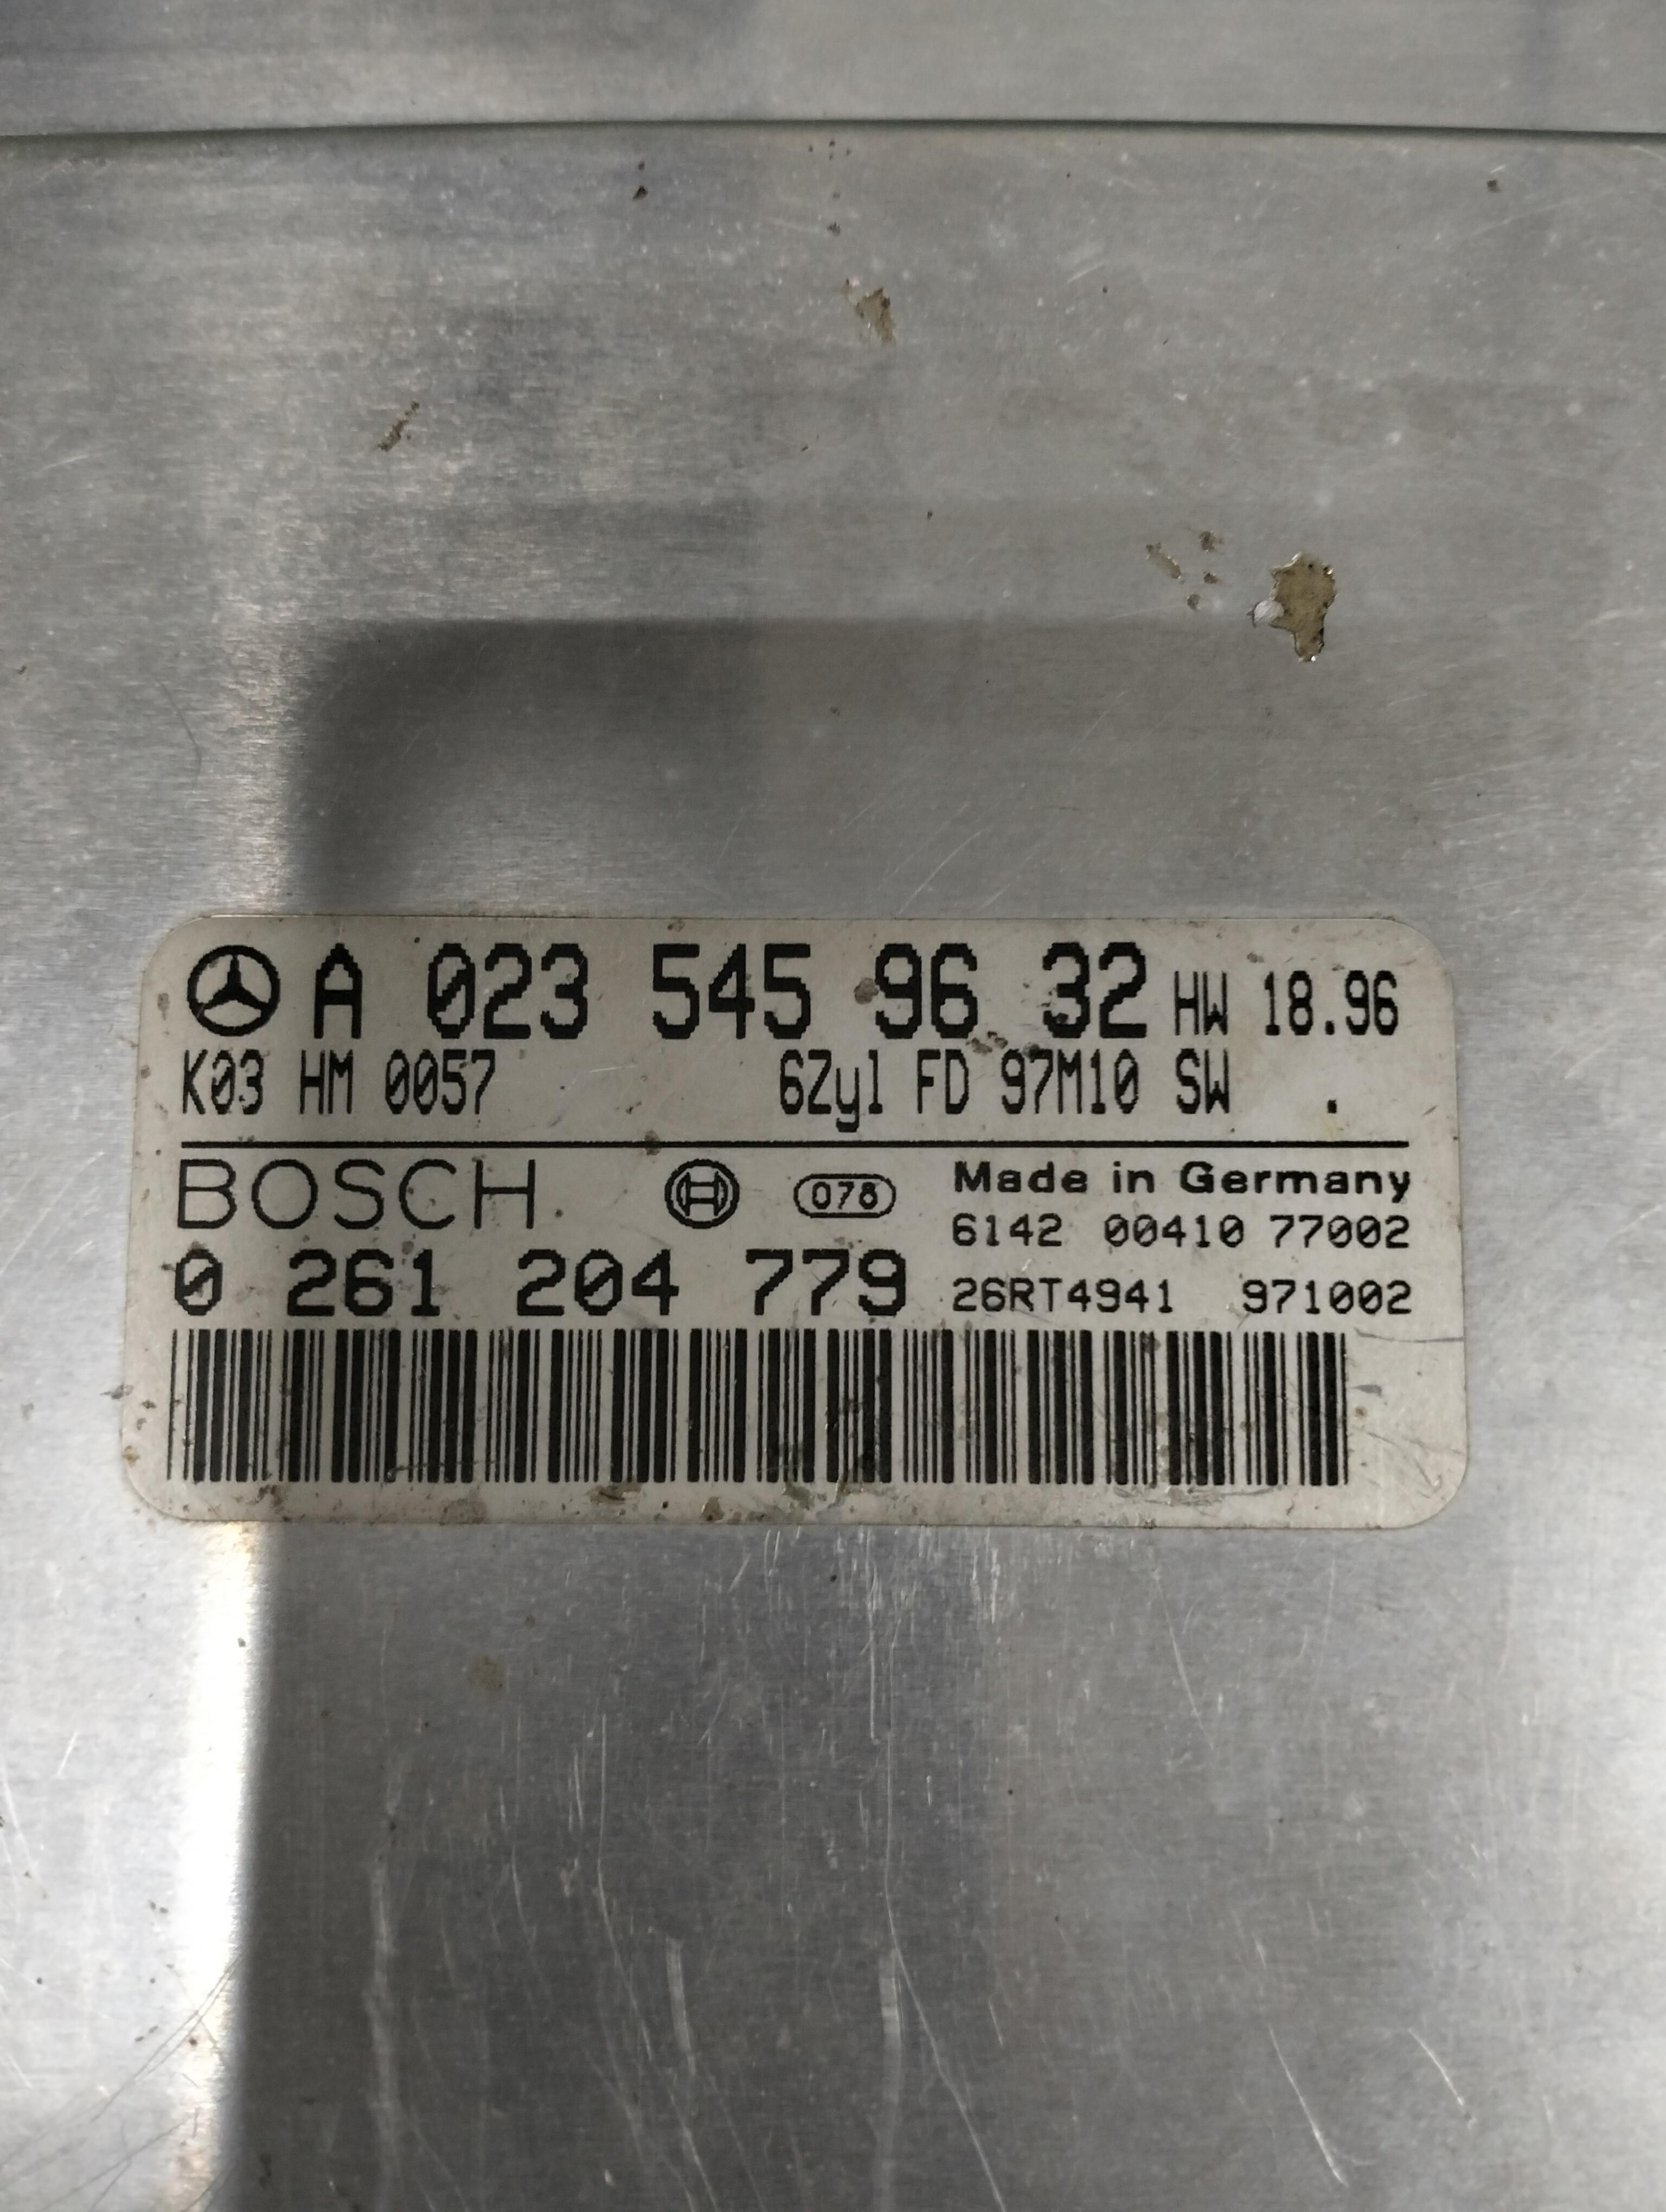 A 023 545 96 32 HW 18.96
K03 HM 0057 6Zyl FD 97M10 SW .
BOSCH 078 Made in Germany
6142 00410 77002
0 261 204 779 26RT4941 971002